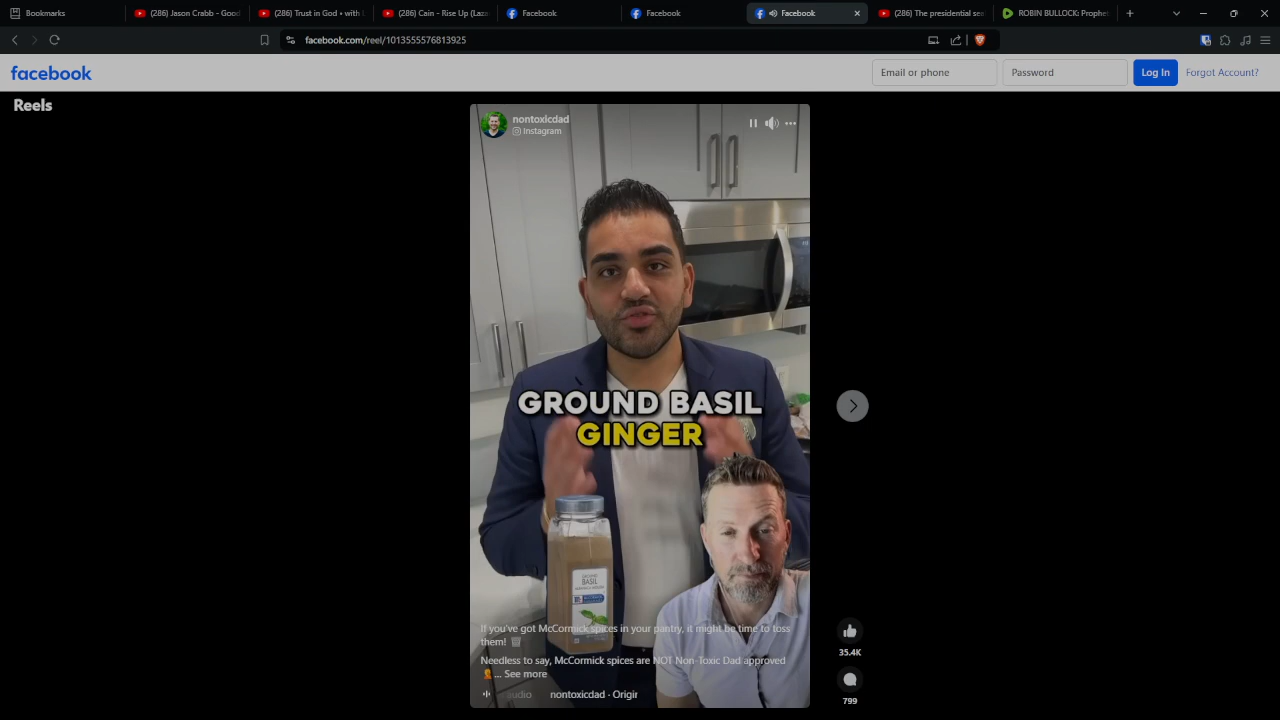 Bookmarks
(286) Jason Crabb - Good
(286) Trust in God • with L
(286) Cain - Rise Up (Laza
Facebook
Facebook
Facebook
(286) The presidential see
ROBIN BULLOCK: Prophet
facebook.com/reel/1013555576813925
facebook
Email or phone
Password
Log In
Forgot Account?
Reels
nontoxicdad
Instagram
GROUND BASIL
GINGER
BASIL
If you've got McCormick spices in your pantry, it might be time to toss
them!
Needless to say, McCormick spices are NOT Non-Toxic Dad approved
... See more
audio
nontoxicdad · Origin
35.4K
799